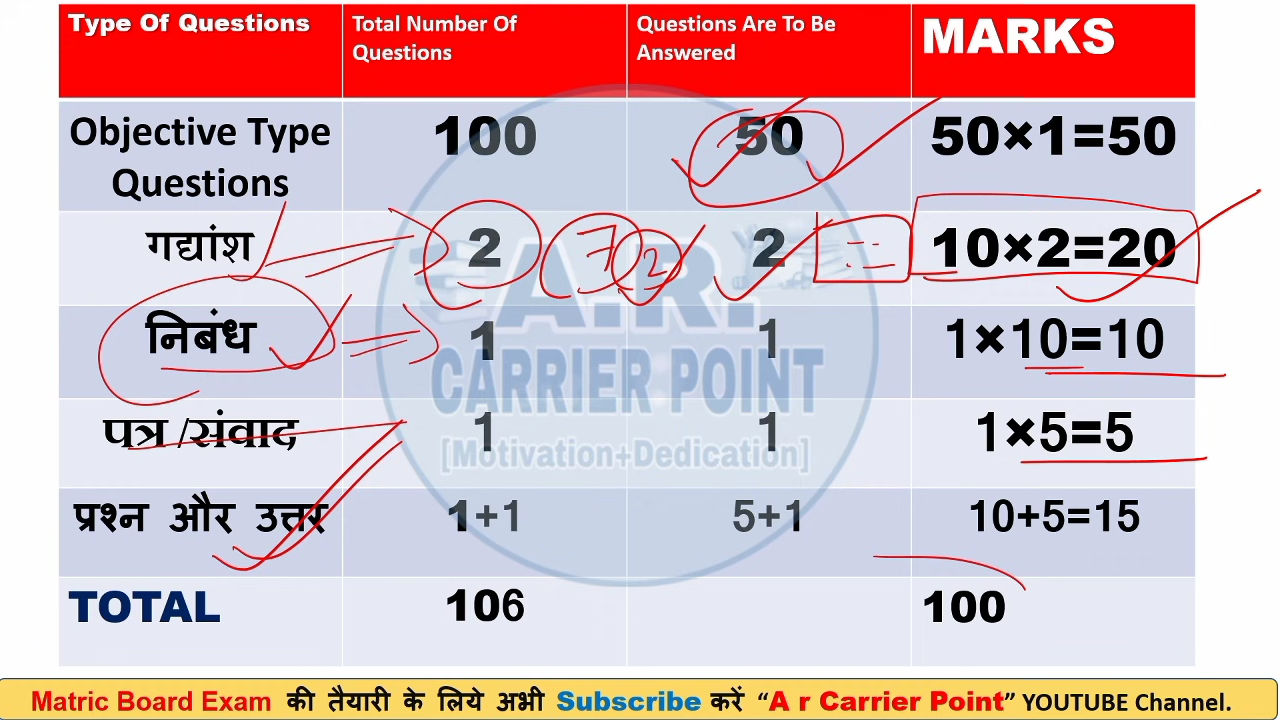 Type Of Questions
Total Number Of
Questions
Questions Are To Be
Answered
MARKS
Objective Type
Questions
100
50
50×1=50
गद्यांश
2
7
2
2
10×2=20
निबंध
1
1
1×10=10
पत्र /संवाद
1
1
1×5=5
प्रश्न और उत्तर
1+1
5+1
10+5=15
TOTAL
106
100
A.R.
CARRIER POINT
[Motivation+Dedication]
Matric Board Exam की तैयारी के लिये अभी Subscribe करें “A r Carrier Point” YOUTUBE Channel.